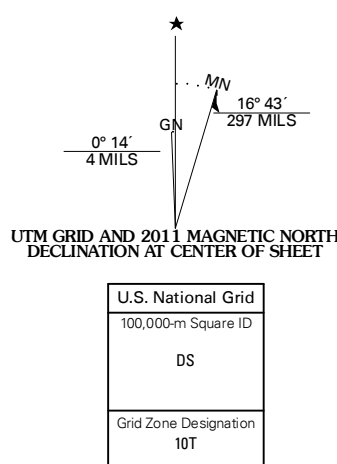 ★
MN
GN
16° 43´
297 MILS
0° 14´
4 MILS
UTM GRID AND 2011 MAGNETIC NORTH
DECLINATION AT CENTER OF SHEET
U.S. National Grid
100,000-m Square ID
DS
Grid Zone Designation
10T